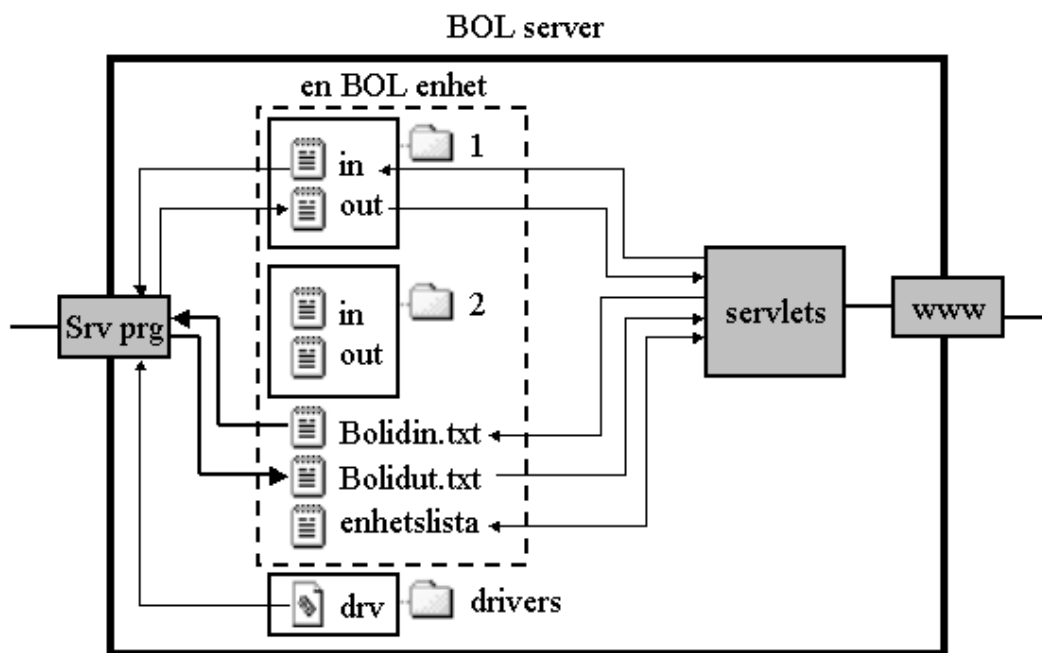 BOL server
en BOL enhet
in
1
out
in
2
out
Srv prg
servlets
www
Bolidin.txt
Bolidut.txt
enhetslista
drv
drivers